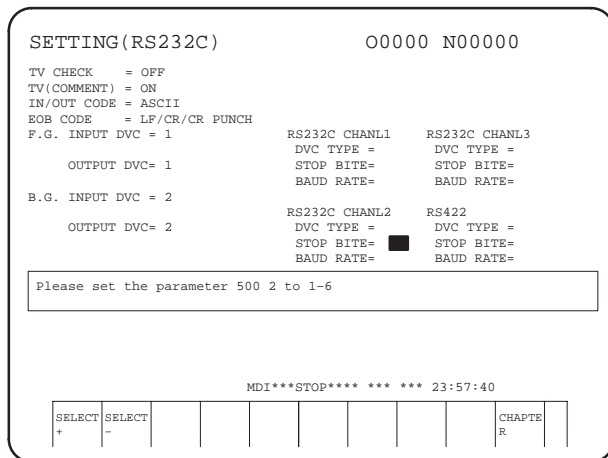 SETTING(RS232C) O0000 N00000
TV CHECK = OFF
TV(COMMENT) = ON
IN/OUT CODE = ASCII
EOB CODE = LF/CR/CR PUNCH
F.G. INPUT DVC = 1 RS232C CHANL1 RS232C CHANL3
DVC TYPE = DVC TYPE =
OUTPUT DVC= 1 STOP BITE= STOP BITE=
BAUD RATE= BAUD RATE=
B.G. INPUT DVC = 2
RS232C CHANL2 RS422
OUTPUT DVC= 2 DVC TYPE = DVC TYPE =
STOP BITE= STOP BITE=
BAUD RATE= BAUD RATE=
Please set the parameter 500 2 to 1-6
MDI***STOP**** *** *** 23:57:40
SELECT SELECT CHAPTE
+ - R